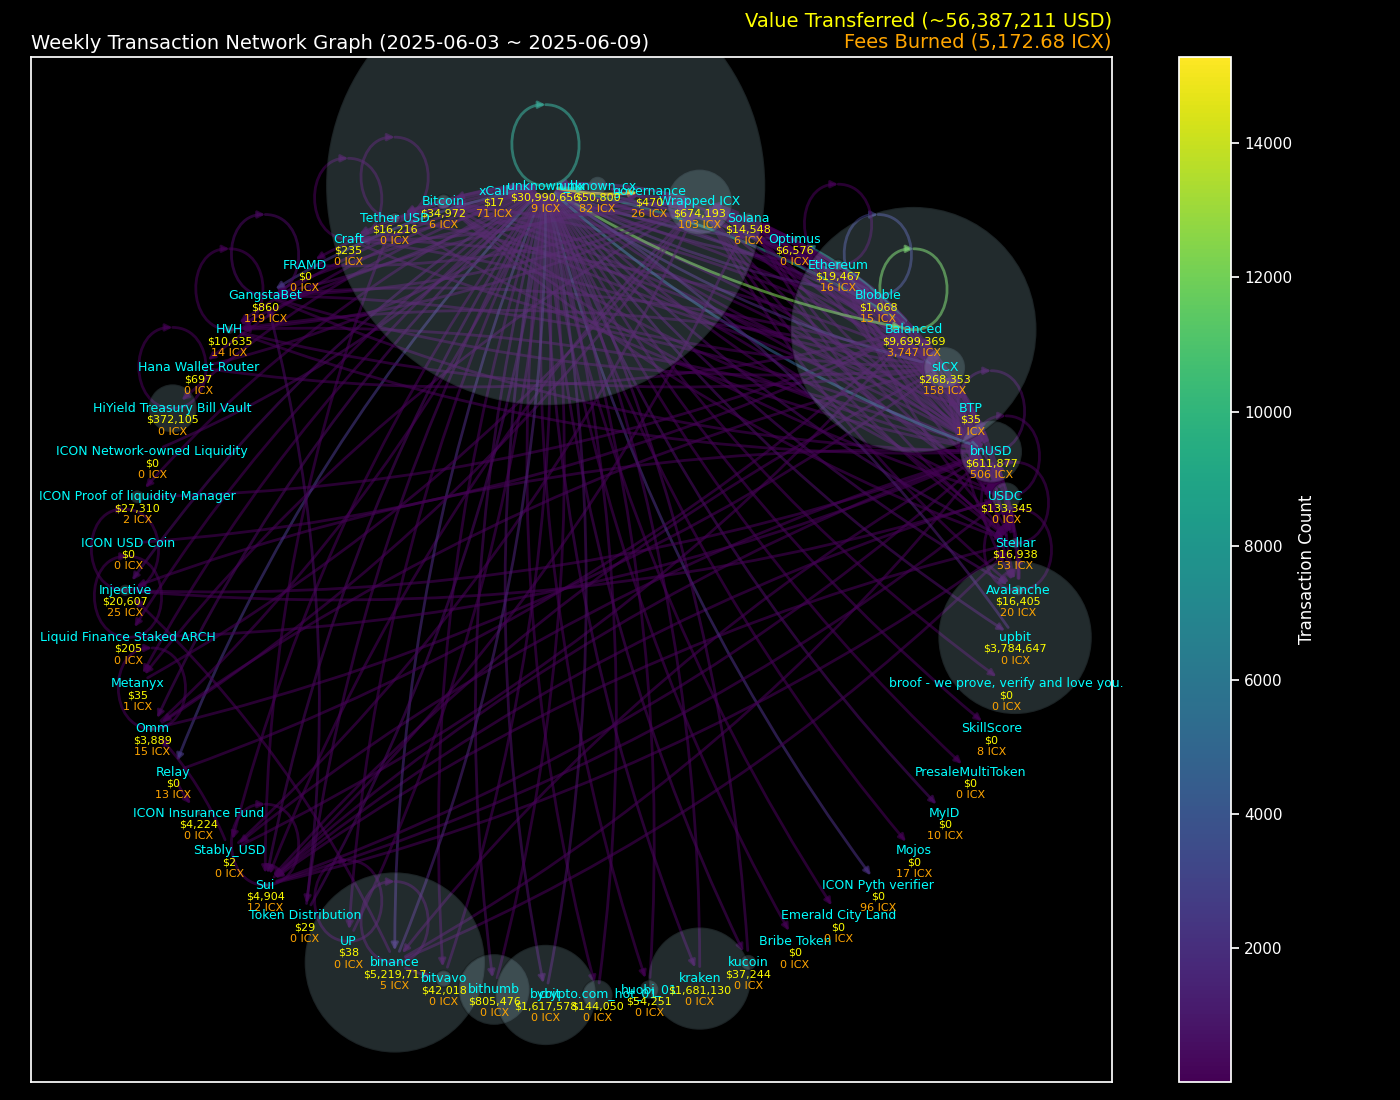 Value Transferred (~56,387,211 USD)
Weekly Transaction Network Graph (2025-06-03 ~ 2025-06-09)
Fees Burned (5,172.68 ICX)
xCall
$17
71 ICX
$30,990,656
9 ICX
$50,800
82 ICX
governance
$470
26 ICX
Wrapped ICX
$674,193
103 ICX
Bitcoin
$34,972
6 ICX
Tether USD
$16,216
0 ICX
Solana
$14,548
6 ICX
Craft
$235
0 ICX
Optimus
$6,576
0 ICX
FRAMD
$0
0 ICX
Ethereum
$19,467
16 ICX
GangstaBet
$860
119 ICX
Blobble
$1,068
15 ICX
HVH
$10,635
14 ICX
Balanced
$9,699,369
3,747 ICX
Hana Wallet Router
$697
0 ICX
sICX
$268,353
158 ICX
HiYield Treasury Bill Vault
$372,105
0 ICX
BTP
$35
1 ICX
ICON Network-owned Liquidity
$0
0 ICX
bnUSD
$611,877
506 ICX
ICON Proof of liquidity Manager
$27,310
2 ICX
USDC
$133,345
0 ICX
ICON USD Coin
$0
0 ICX
Stellar
$16,938
53 ICX
Injective
$20,607
25 ICX
Avalanche
$16,405
20 ICX
Liquid Finance Staked ARCH
$205
0 ICX
upbit
$3,784,647
0 ICX
Metanyx
$35
1 ICX
broof - we prove, verify and love you.
$0
0 ICX
Omm
$3,889
15 ICX
SkillScore
$0
8 ICX
Relay
$0
13 ICX
PresaleMultiToken
$0
0 ICX
ICON Insurance Fund
$4,224
0 ICX
MyID
$0
10 ICX
Stably_USD
$2
0 ICX
Mojos
$0
17 ICX
Sui
$4,904
12 ICX
ICON Pyth verifier
$0
96 ICX
Token Distribution
$29
0 ICX
Emerald City Land
$0
0 ICX
UP
$38
0 ICX
Bribe Token
$0
0 ICX
binance
$5,219,717
5 ICX
bitvavo
$42,018
0 ICX
bithumb
$805,476
0 ICX
$1,617,578
0 ICX
crypto.com_hot_01
$144,050
0 ICX
huobi_01
$54,251
0 ICX
kraken
$1,681,130
0 ICX
kucoin
$37,244
0 ICX
14000
12000
10000
8000
6000
4000
2000
Transaction Count